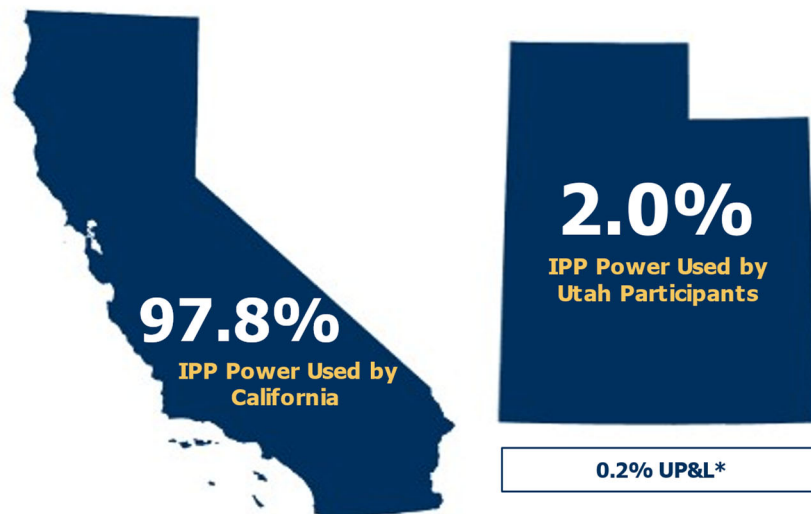 97.8%
IPP Power Used by
California
2.0%
IPP Power Used by
Utah Participants
0.2% UP&L*